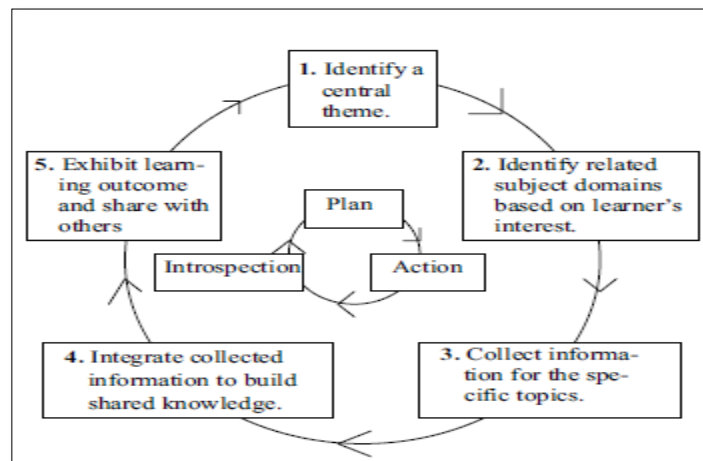 1. Identify a
central
theme.
2. Identify related
subject domains
based on learner's
interest.
3. Collect informa-
tion for the spe-
cific topics.
4. Integrate collected
information to build
shared knowledge.
5. Exhibit learn-
ing outcome
and share with
others
Plan
Action
Introspection